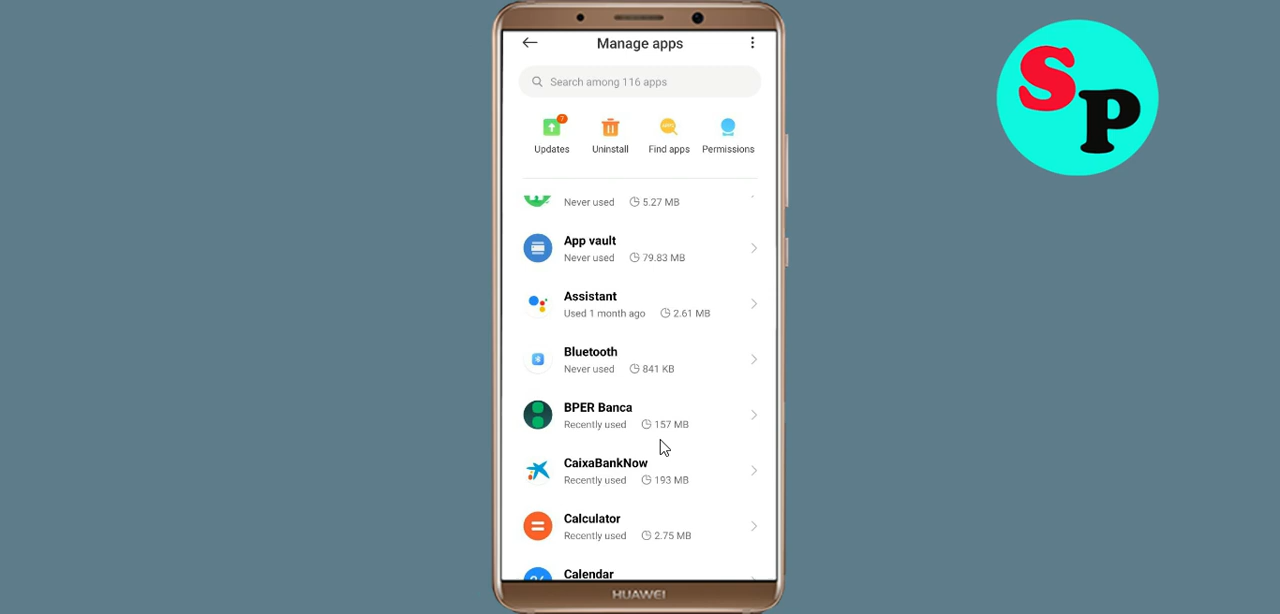 Manage apps
Search among 116 apps
7
Updates
Uninstall
Find apps
Permissions
Never used 5.27 MB
App vault
Never used 79.83 MB
Assistant
Used 1 month ago 2.61 MB
Bluetooth
Never used 841 KB
BPER Banca
Recently used 157 MB
CaixaBankNow
Recently used 193 MB
Calculator
Recently used 2.75 MB
Calendar
HUAWEI
SP